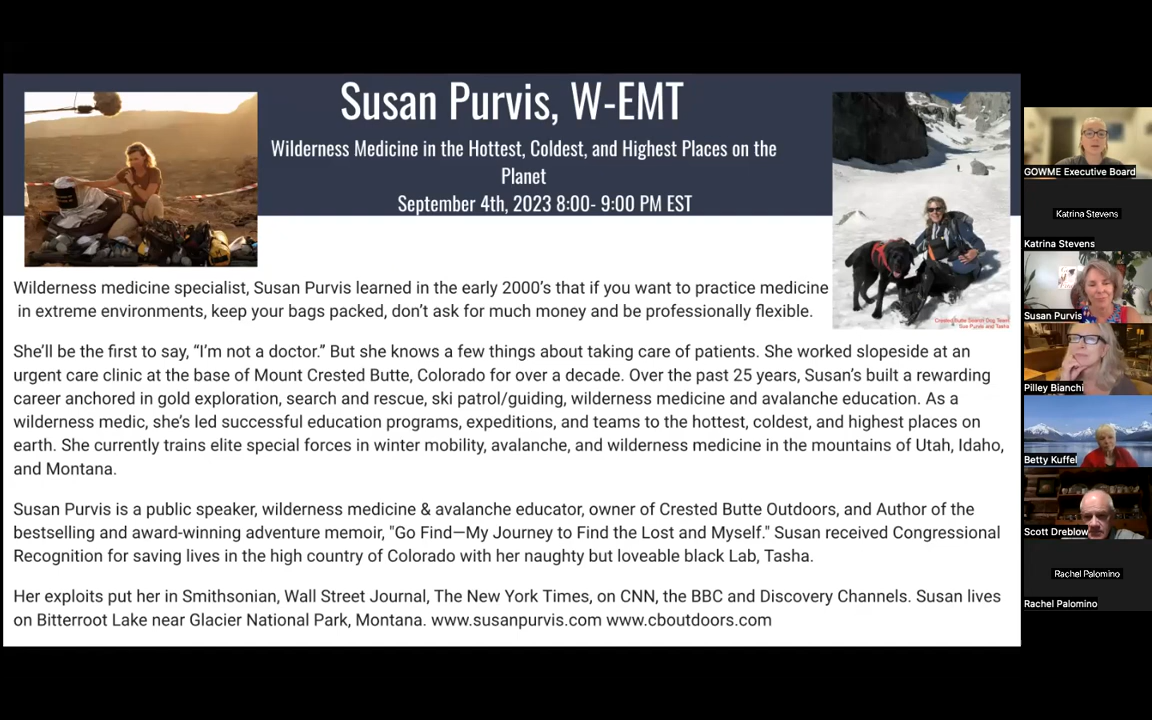 Susan Purvis, W-EMT
Wilderness Medicine in the Hottest, Coldest, and Highest Places on the
Planet
September 4th, 2023 8:00- 9:00 PM EST
Crested Butte Search Dog Team
Sue Purvis and Tasha
Wilderness medicine specialist, Susan Purvis learned in the early 2000's that if you want to practice medicine
in extreme environments, keep your bags packed, don't ask for much money and be professionally flexible.
She'll be the first to say, “I'm not a doctor.” But she knows a few things about taking care of patients. She worked slopeside at an
urgent care clinic at the base of Mount Crested Butte, Colorado for over a decade. Over the past 25 years, Susan's built a rewarding
career anchored in gold exploration, search and rescue, ski patrol/guiding, wilderness medicine and avalanche education. As a
wilderness medic, she's led successful education programs, expeditions, and teams to the hottest, coldest, and highest places on
earth. She currently trains elite special forces in winter mobility, avalanche, and wilderness medicine in the mountains of Utah, Idaho,
and Montana.
Susan Purvis is a public speaker, wilderness medicine & avalanche educator, owner of Crested Butte Outdoors, and Author of the
bestselling and award-winning adventure memoir, "Go Find—My Journey to Find the Lost and Myself." Susan received Congressional
Recognition for saving lives in the high country of Colorado with her naughty but loveable black Lab, Tasha.
Her exploits put her in Smithsonian, Wall Street Journal, The New York Times, on CNN, the BBC and Discovery Channels. Susan lives
on Bitterroot Lake near Glacier National Park, Montana. www.susanpurvis.com www.cboutdoors.com
GOWME Executive Board
Katrina Stevens
Katrina Stevens
Susan Purvis
Pilley Bianchi
Betty Kuffel
Scott Dreblow
Rachel Palomino
Rachel Palomino